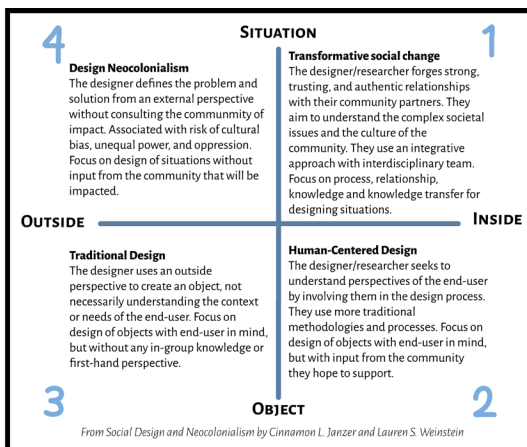 SITUATION
4
1
Design Neocolonialism
The designer defines the problem and
solution from an external perspective
without consulting the communmity of
impact. Associated with risk of cultural
bias, unequal power, and oppression.
Focus on design of situations without
input from the community that will be
impacted.
Transformative social change
The designer/researcher forges strong,
trusting, and authentic relationships
with their community partners. They
aim to understand the complex societal
issues and the culture of the
community. They use an integrative
approach with interdisciplinary team.
Focus on process, relationship,
knowledge and knowledge transfer for
designing situations.
OUTSIDE
INSIDE
Traditional Design
The designer uses an outside
perspective to create an object, not
necessarily understanding the context
or needs of the end-user. Focus on
design of objects with end-user in mind,
but without any in-group knowledge or
first-hand perspective.
Human-Centered Design
The designer/researcher seeks to
understand perspectives of the end-user
by involving them in the design process.
They use more traditional
methodologies and processes. Focus on
design of objects with end-user in mind,
but with input from the community
they hope to support.
3
2
OBJECT
From Social Design and Neocolonialism by Cinnamon L. Janzer and Lauren S. Weinstein